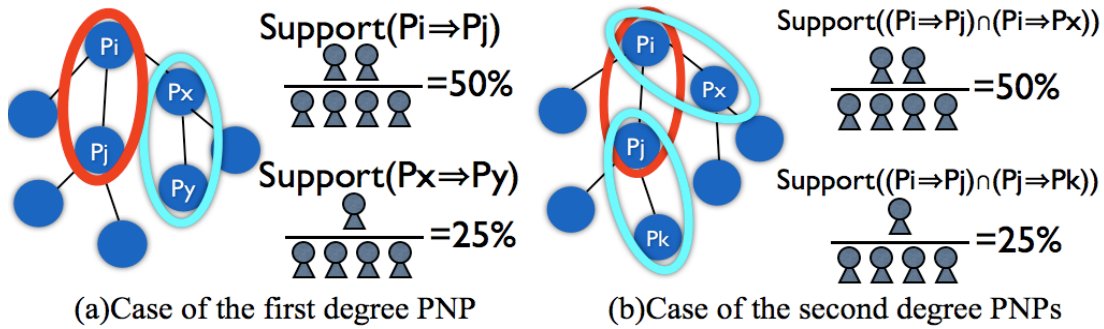 Pi
Px
Pj
Py
Support(Pi⇒Pj)
=50%
Support(Px⇒Py)
=25%
(a)Case of the first degree PNP
Pi
Px
Pj
Pk
Support((Pi⇒Pj)∩(Pi⇒Px))
=50%
Support((Pi⇒Pj)∩(Pj⇒Pk))
=25%
(b)Case of the second degree PNPs